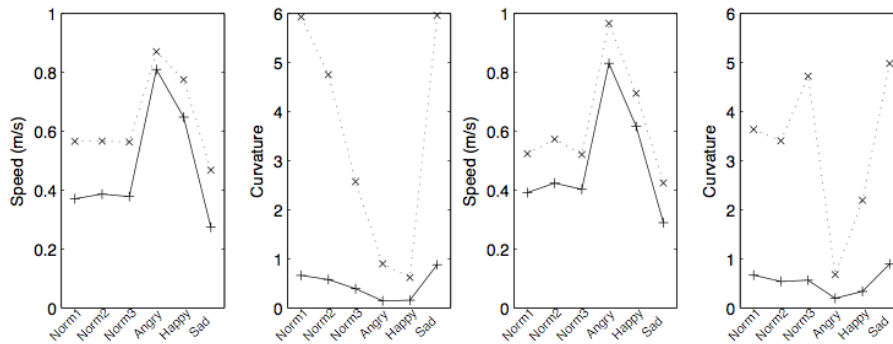 Speed (m/s)
1
0.8
0.6
0.4
0.2
0
Norm1
Norm2
Norm3
Angry
Happy
Sad
Curvature
6
5
4
3
2
1
0
Norm1
Norm2
Norm3
Angry
Happy
Sad
Speed (m/s)
1
0.8
0.6
0.4
0.2
0
Norm1
Norm2
Norm3
Angry
Happy
Sad
Curvature
6
5
4
3
2
1
0
Norm1
Norm2
Norm3
Angry
Happy
Sad